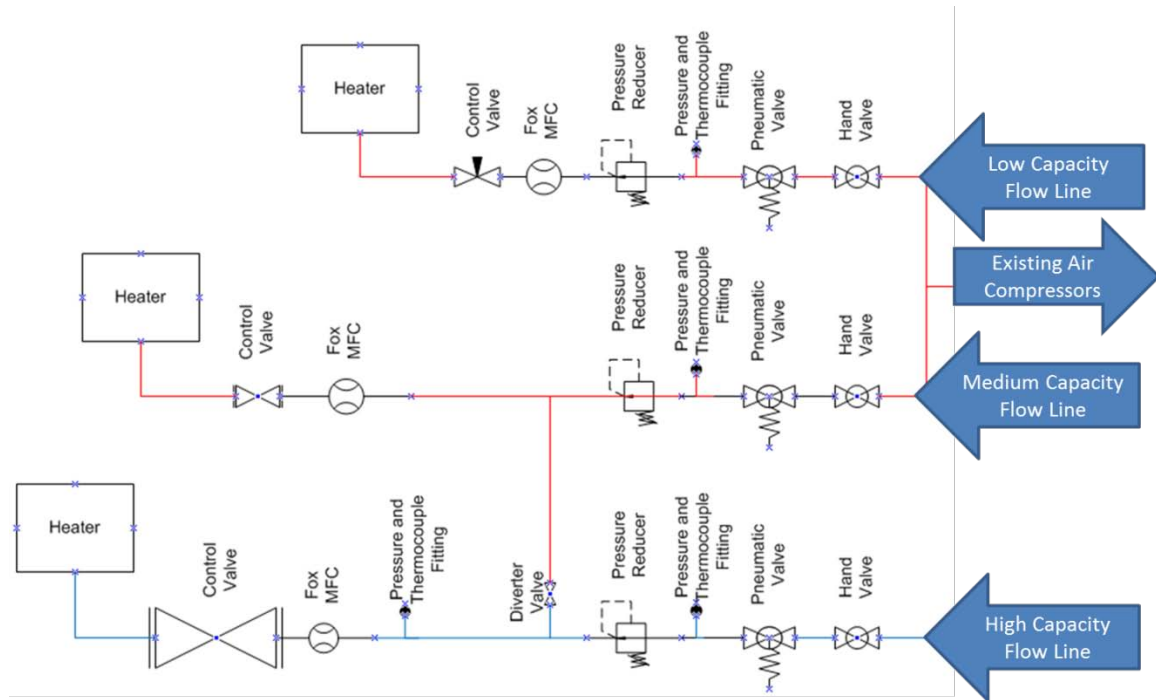 Heater
Control
Valve
Fox
MFC
Pressure
Reducer
Pressure and
Thermocouple
Fitting
Pneumatic
Valve
Hand
Valve
Low Capacity
Flow Line
Existing Air
Compressors
Heater
Control
Valve
Fox
MFC
Pressure
Reducer
Pressure and
Thermocouple
Fitting
Pneumatic
Valve
Hand
Valve
Medium Capacity
Flow Line
Heater
Control
Valve
Fox
MFC
Pressure and
Thermocouple
Fitting
Diverter
Valve
Pressure
Reducer
Pressure and
Thermocouple
Fitting
Pneumatic
Valve
Hand
Valve
High Capacity
Flow Line